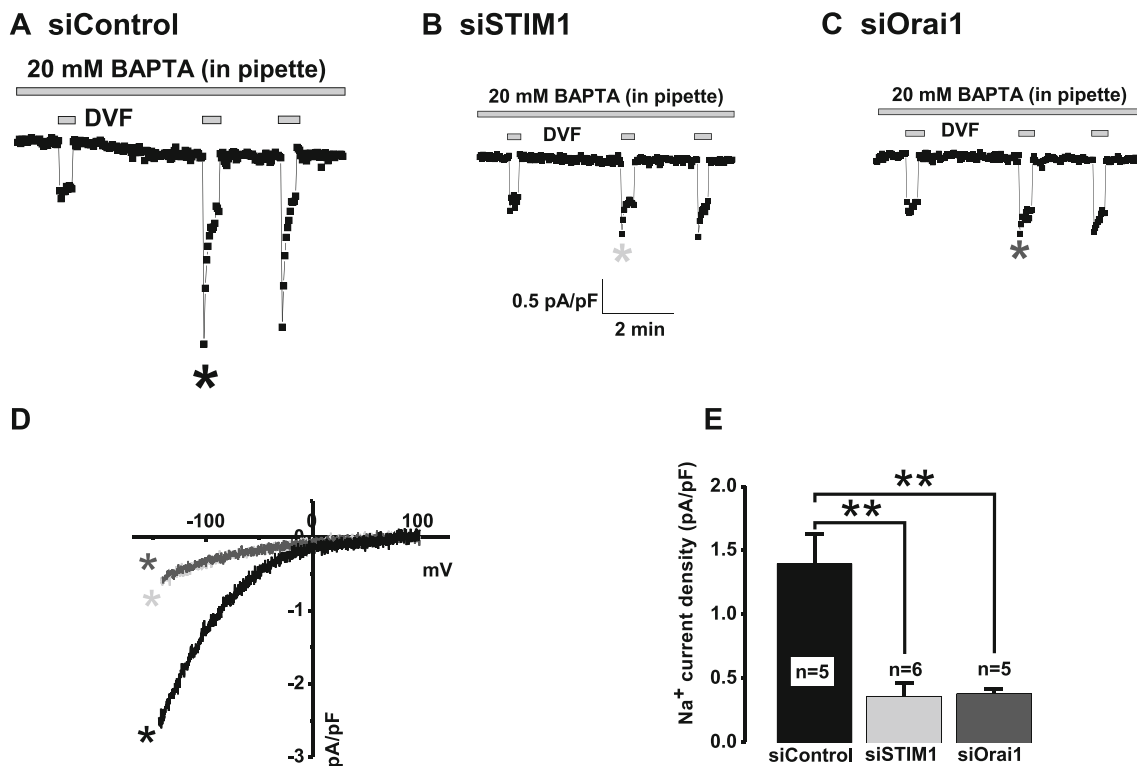 A siControl
20 mM BAPTA (in pipette)
DVF
*
B siSTIM1
20 mM BAPTA (in pipette)
DVF
*
0.5 pA/pF
2 min
C siOrai1
20 mM BAPTA (in pipette)
DVF
*
D
-100 0 100
0
mV
*
*
-1
-2
*
-3
pA/pF
E
Na⁺ current density (pA/pF)
2.0
1.5
1.0
0.5
0.0
**
**
n=5 n=6 n=5
siControl siSTIM1 siOrai1